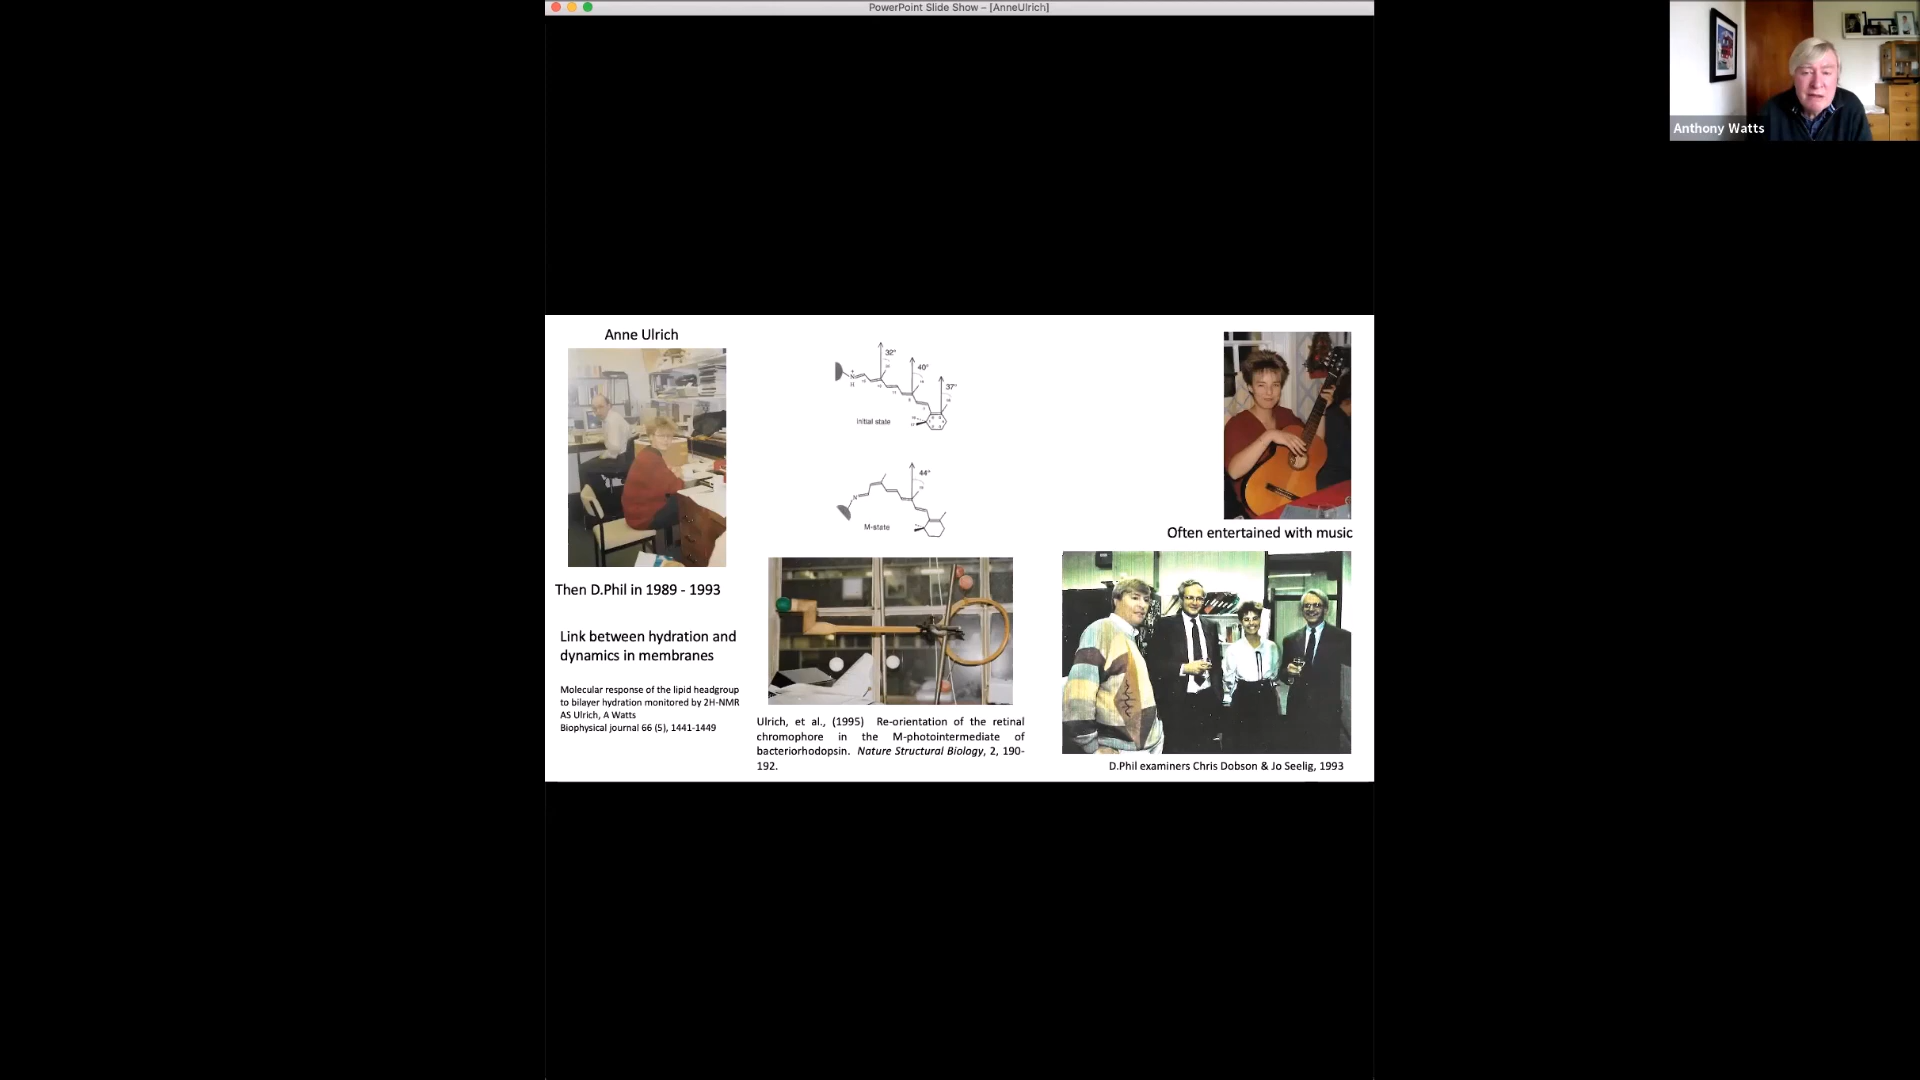 PowerPoint Slide Show – [AnneUlrich]
Anthony Watts
Anne Ulrich
Then D.Phil in 1989 - 1993
Link between hydration and
dynamics in membranes
Molecular response of the lipid headgroup
to bilayer hydration monitored by 2H-NMR
AS Ulrich, A Watts
Biophysical journal 66 (5), 1441-1449
32°
40°
37°
N
H
initial state
44°
N
M-state
Ulrich, et al., (1995) Re-orientation of the retinal
chromophore in the M-photointermediate of
bacteriorhodopsin. Nature Structural Biology, 2, 190-
192.
Often entertained with music
D.Phil examiners Chris Dobson & Jo Seelig, 1993